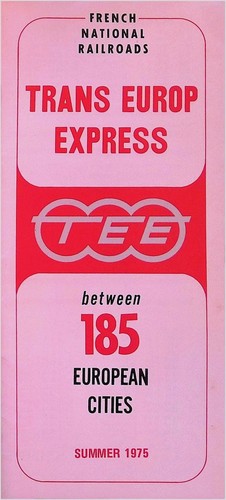 FRENCH
NATIONAL
RAILROADS
TRANS EUROP
EXPRESS
TEE
between
185
EUROPEAN
CITIES
SUMMER 1975